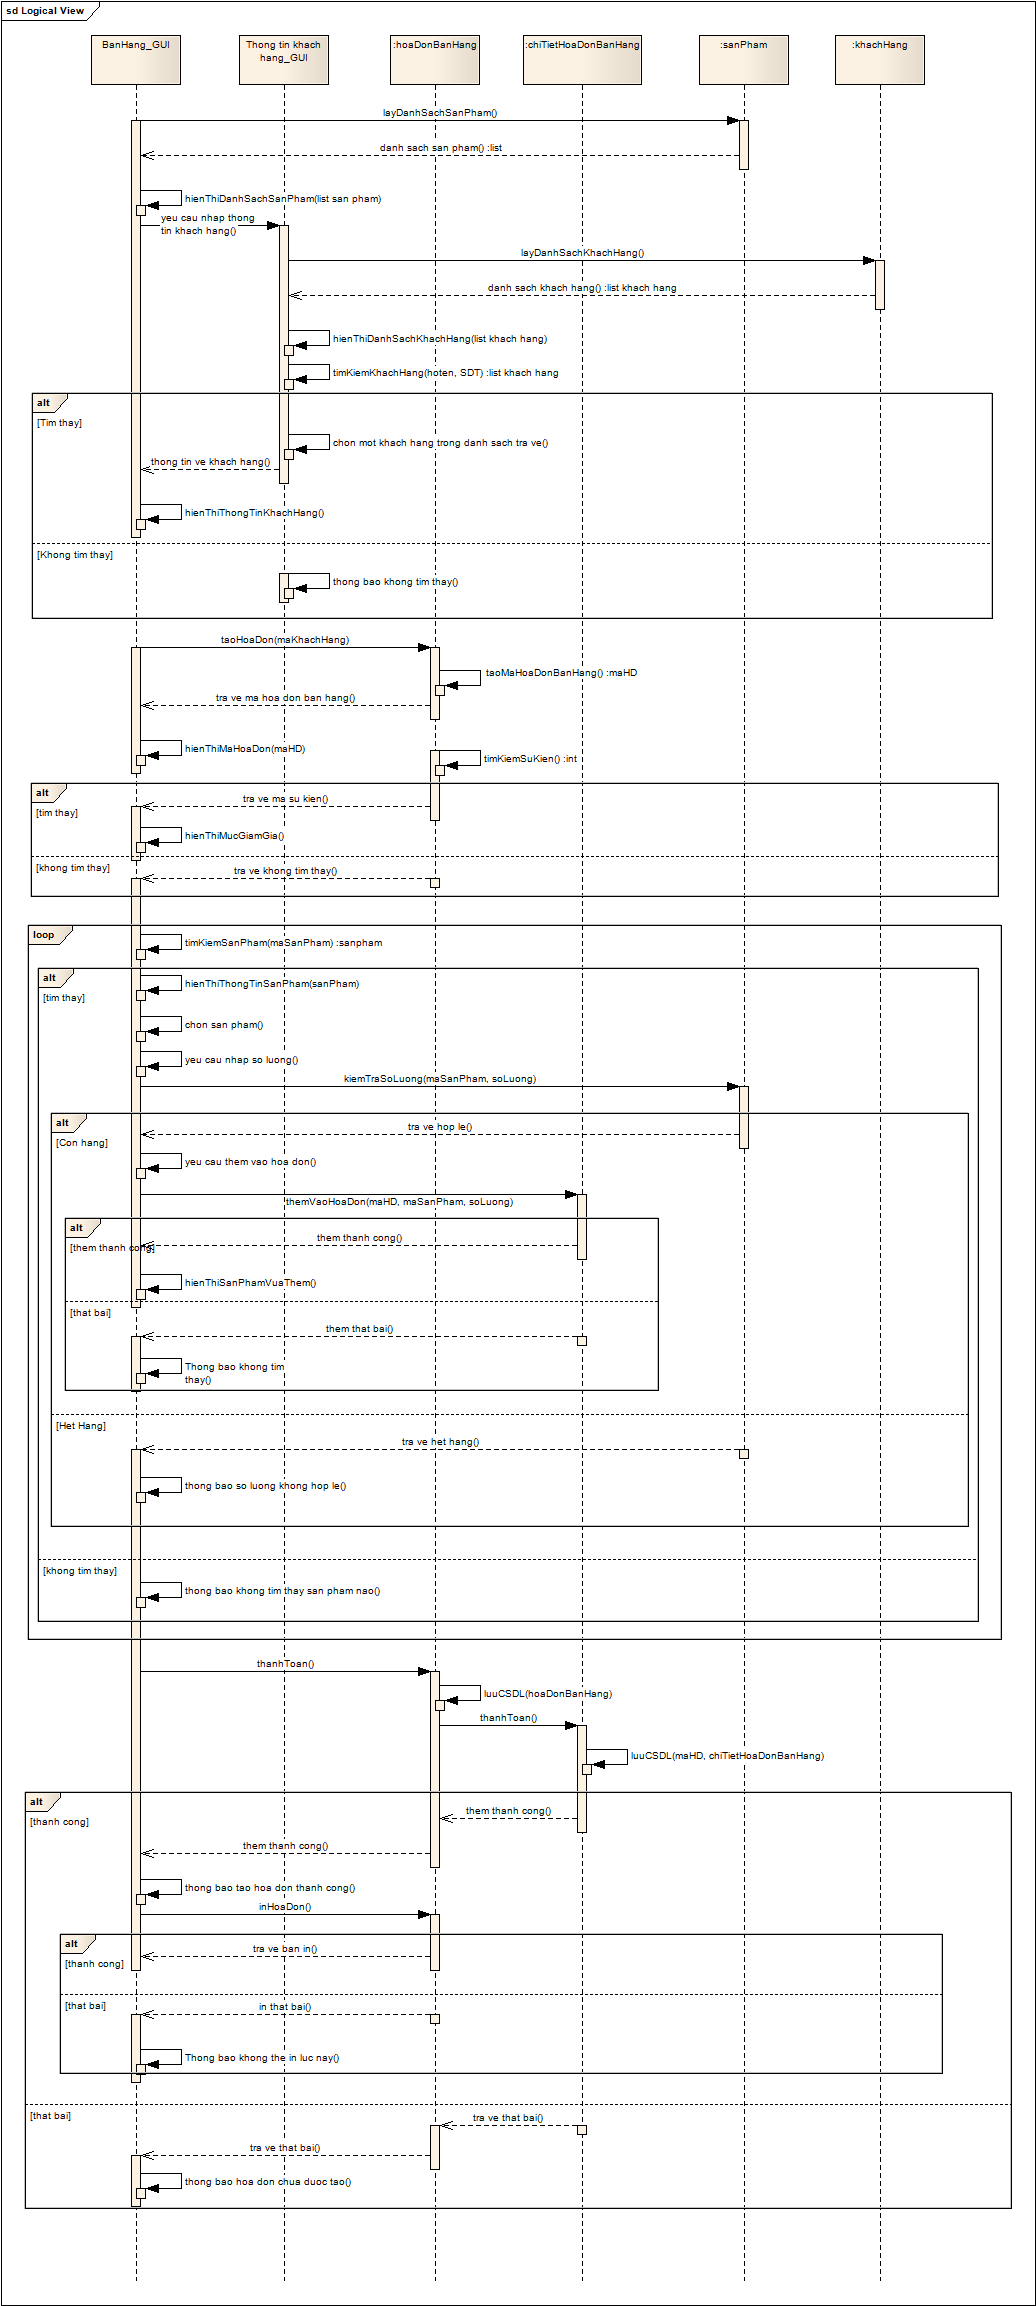 sd Logical View
BanHang_GUI
Thong tin khach
hang_GUI
:hoaDonBanHang
:chiTietHoaDonBanHang
:sanPham
:khachHang
layDanhSachSanPham()
danh sach san pham() :list
hienThiDanhSachSanPham(list san pham)
yeu cau nhap thong
tin khach hang()
layDanhSachKhachHang()
danh sach khach hang() :list khach hang
hienThiDanhSachKhachHang(list khach hang)
timKiemKhachHang(hoten, SDT) :list khach hang
alt
[Tim thay]
chon mot khach hang trong danh sach tra ve()
thong tin ve khach hang()
hienThiThongTinKhachHang()
[Khong tim thay]
thong bao khong tim thay()
taoHoaDon(maKhachHang)
taoMaHoaDonBanHang() :maHD
tra ve ma hoa don ban hang()
hienThiMaHoaDon(maHD)
timKiemSuKien() :int
alt
tra ve ma su kien()
[tim thay]
hienThiMucGiamGia()
[khong tim thay]
tra ve khong tim thay()
loop
timKiemSanPham(maSanPham) :sanpham
alt
hienThiThongTinSanPham(sanPham)
[tim thay]
chon san pham()
yeu cau nhap so luong()
kiemTraSoLuong(maSanPham, soLuong)
alt
tra ve hop le()
[Con hang]
yeu cau them vao hoa don()
themVaoHoaDon(maHD, maSanPham, soLuong)
alt
them thanh cong()
[them thanh cong]
hienThiSanPhamVuaThem()
[that bai]
them that bai()
Thong bao khong tim
thay()
[Het Hang]
tra ve het hang()
thong bao so luong khong hop le()
[khong tim thay]
thong bao khong tim thay san pham nao()
thanhToan()
luuCSDL(hoaDonBanHang)
thanhToan()
luuCSDL(maHD, chiTietHoaDonBanHang)
alt
them thanh cong()
[thanh cong]
them thanh cong()
thong bao tao hoa don thanh cong()
inHoaDon()
alt
tra ve ban in()
[thanh cong]
[that bai]
in that bai()
Thong bao khong the in luc nay()
[that bai]
tra ve that bai()
tra ve that bai()
thong bao hoa don chua duoc tao()